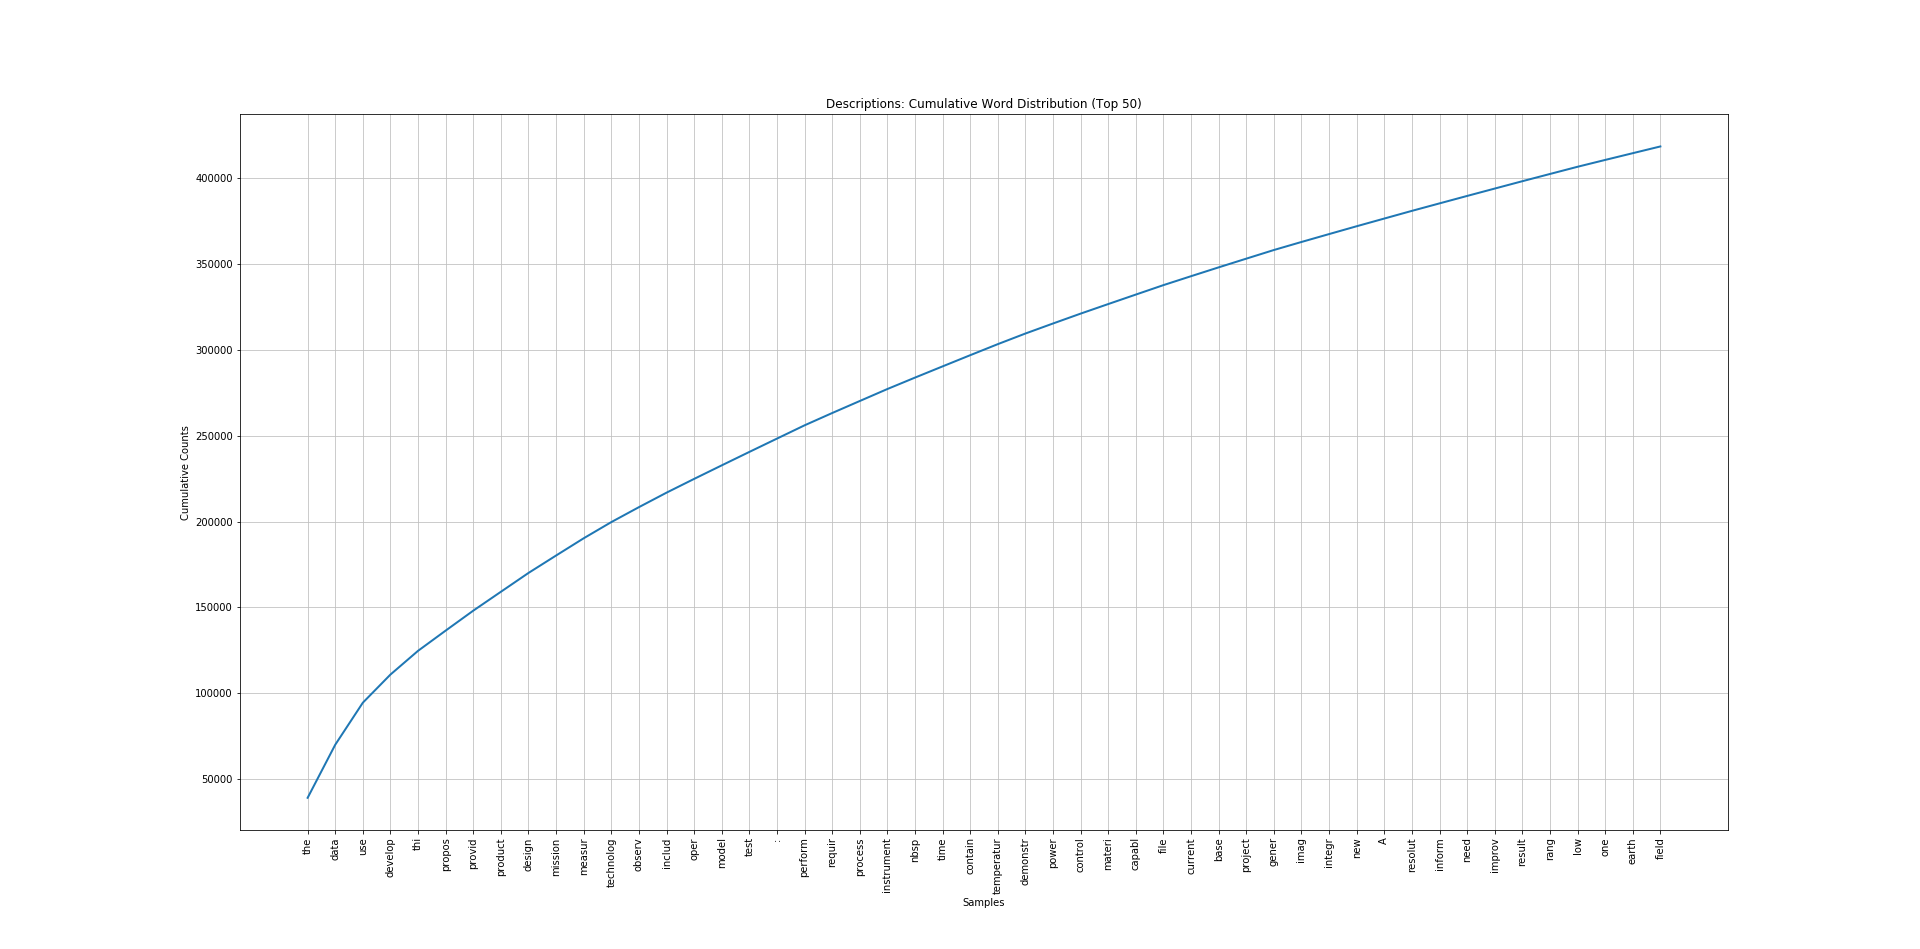 Descriptions: Cumulative Word Distribution (Top 50)
Cumulative Counts
400000
350000
300000
250000
200000
150000
100000
50000
the
data
use
develop
thi
propos
provid
product
design
mission
measur
technolog
observ
includ
oper
model
test
:
perform
requir
process
instrument
nbsp
time
contain
temperatur
demonstr
power
control
materi
capabl
file
current
base
project
gener
imag
integr
new
A
resolut
inform
need
improv
result
rang
low
one
earth
field
Samples